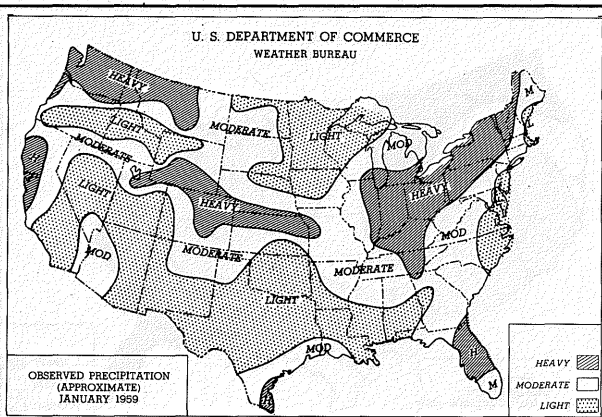 U. S. DEPARTMENT OF COMMERCE
WEATHER BUREAU
HEAVY
M
LIGHT
MODERATE
LIGHT
MOD
MODERATE
H
LIGHT
HEAVY
HEAVY
MOD
MODERATE
MOD
MODERATE
LIGHT
MOD
H
M
OBSERVED PRECIPITATION
(APPROXIMATE)
JANUARY 1959
HEAVY
MODERATE
LIGHT